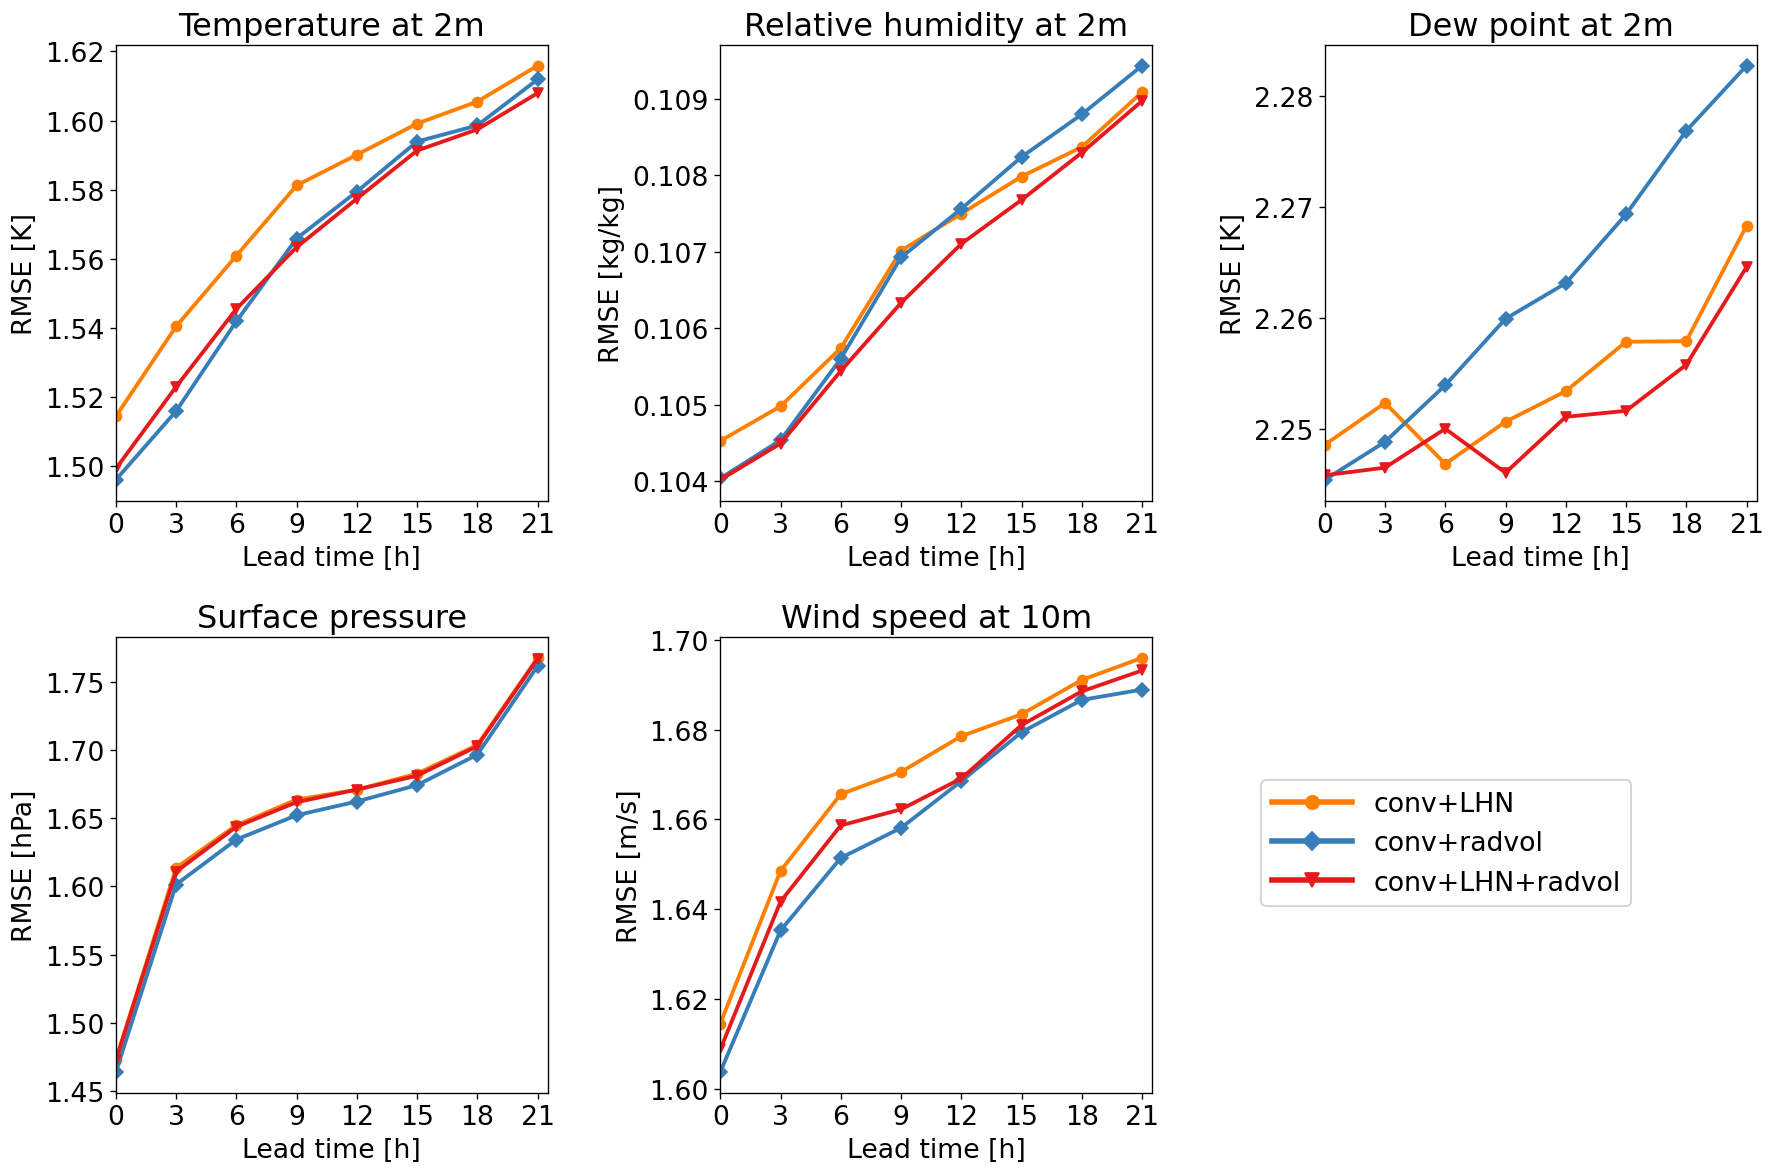 Temperature at 2m
1.62
1.60
1.58
1.56
1.54
1.52
1.50
RMSE [K]
0 3 6 9 12 15 18 21
Lead time [h]
Relative humidity at 2m
0.109
0.108
0.107
0.106
0.105
0.104
RMSE [kg/kg]
0 3 6 9 12 15 18 21
Lead time [h]
Dew point at 2m
2.28
2.27
2.26
2.25
RMSE [K]
0 3 6 9 12 15 18 21
Lead time [h]
Surface pressure
1.75
1.70
1.65
1.60
1.55
1.50
1.45
RMSE [hPa]
0 3 6 9 12 15 18 21
Lead time [h]
Wind speed at 10m
1.70
1.68
1.66
1.64
1.62
1.60
RMSE [m/s]
0 3 6 9 12 15 18 21
Lead time [h]
conv+LHN
conv+radvol
conv+LHN+radvol